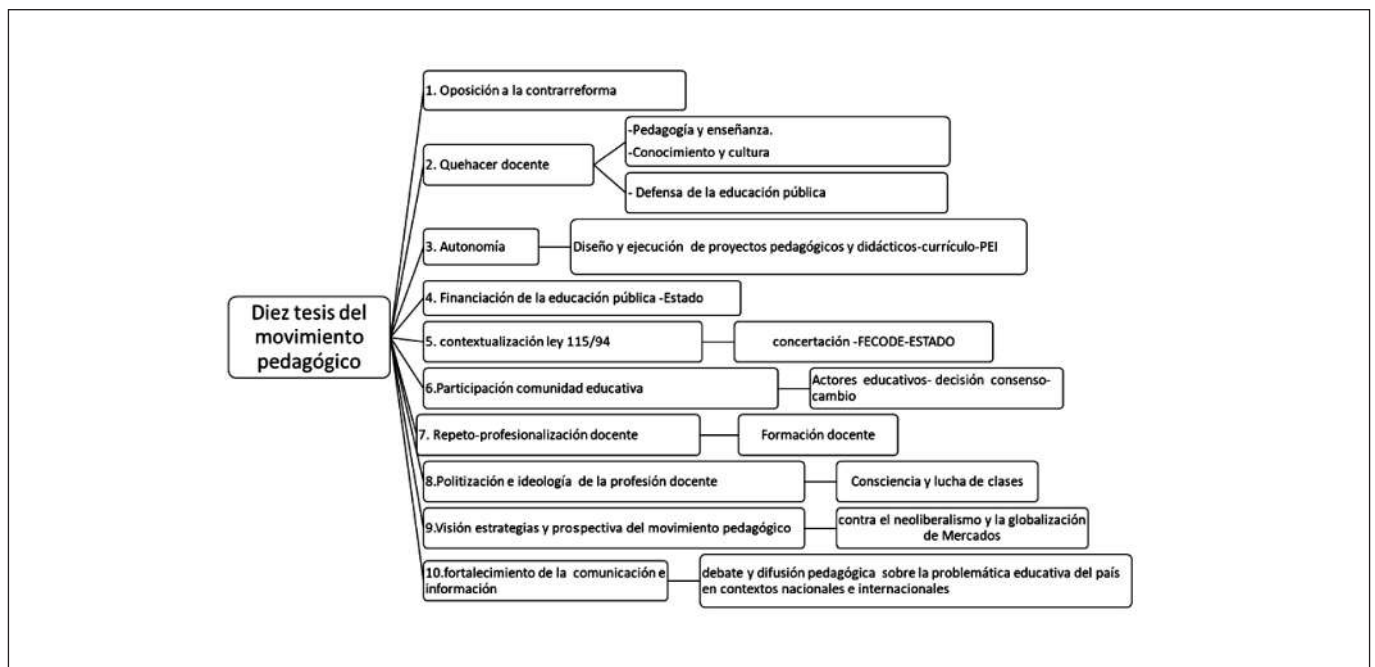 Diez tesis del
movimiento
pedagógico
1. Oposición a la contrarreforma
2. Quehacer docente
-Pedagogía y enseñanza.
-Conocimiento y cultura
- Defensa de la educación pública
3. Autonomía
Diseño y ejecución de proyectos pedagógicos y didácticos-currículo-PEI
4. Financiación de la educación pública -Estado
5. contextualización ley 115/94
concertación -FECODE-ESTADO
6.Participación comunidad educativa
Actores educativos- decisión consenso-
cambio
7. Repeto-profesionalización docente
Formación docente
8.Politización e ideología de la profesión docente
Consciencia y lucha de clases
9.Visión estrategias y prospectiva del movimiento pedagógico
contra el neoliberalismo y la globalización
de Mercados
10.fortalecimiento de la comunicación e
información
debate y difusión pedagógica sobre la problemática educativa del país
en contextos nacionales e internacionales